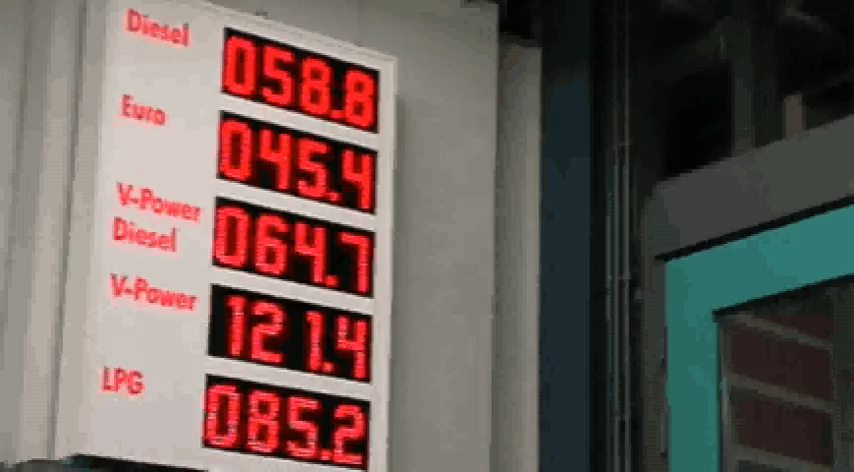 Diesel 058.8
Euro 045.4
V-Power
Diesel 064.7
V-Power 121.4
LPG 085.2